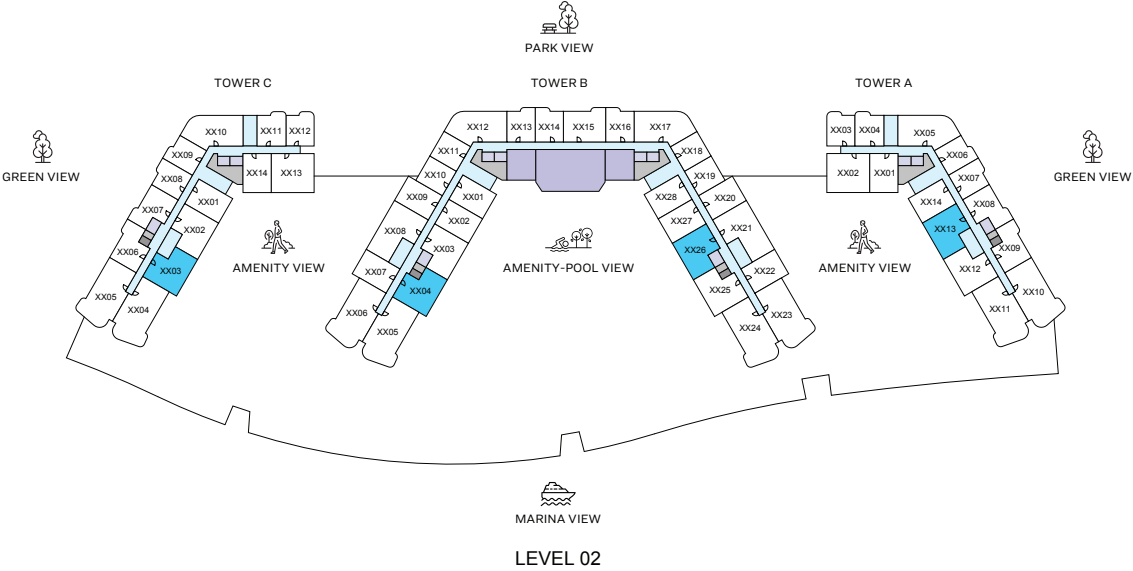 PARK VIEW
TOWER C
TOWER B
TOWER A
XX10
XX11
XX12
XX09
XX08
XX14
XX13
XX07
XX01
XX02
XX06
XX03
XX05
XX04
XX12
XX13
XX14
XX15
XX16
XX17
XX11
XX18
XX10
XX19
XX09
XX01
XX28
XX20
XX02
XX27
XX08
XX03
XX26
XX21
XX07
XX04
XX25
XX22
XX06
XX05
XX24
XX23
XX03
XX04
XX05
XX02
XX01
XX06
XX07
XX14
XX08
XX13
XX09
XX12
XX10
XX11
GREEN VIEW
GREEN VIEW
AMENITY VIEW
AMENITY-POOL VIEW
AMENITY VIEW
MARINA VIEW
LEVEL 02